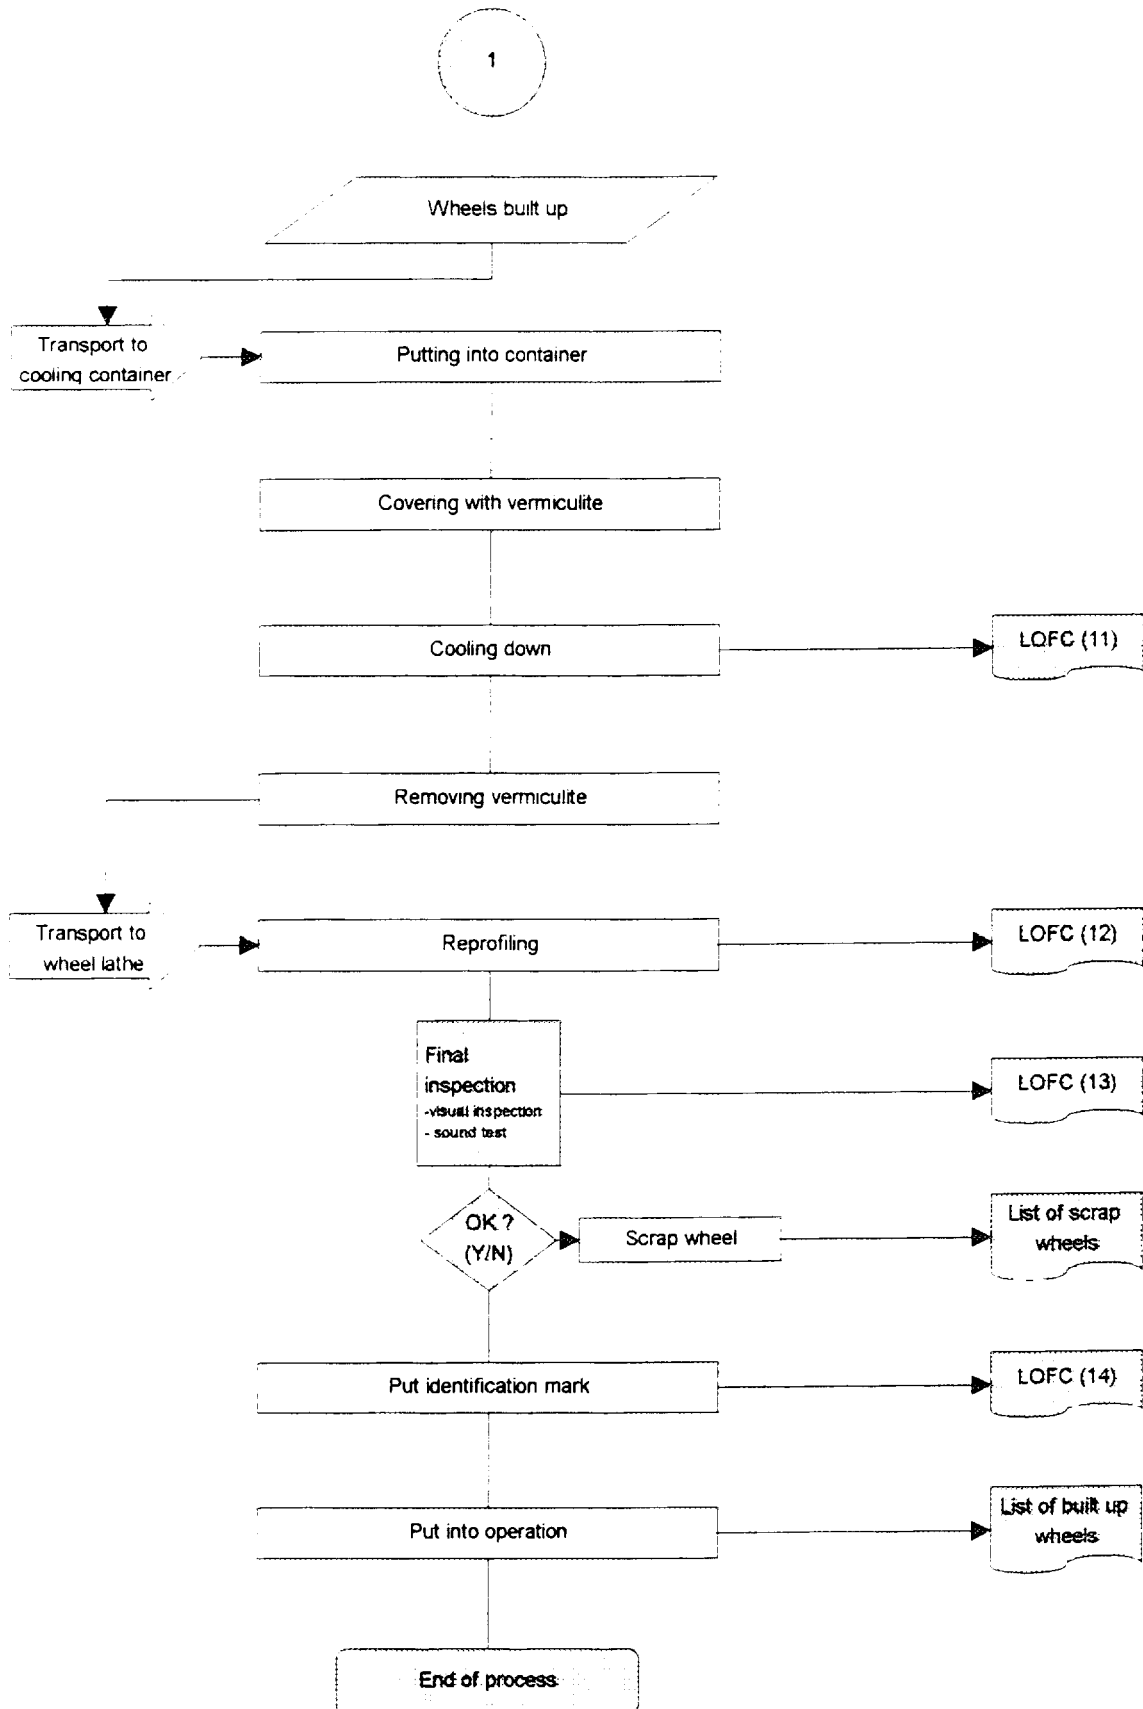 1
Wheels built up
Transport to
cooling container
Putting into container
Covering with vermiculite
Cooling down
LOFC (11)
Removing vermiculite
Transport to
wheel lathe
Reprofiling
LOFC (12)
Final
inspection
-visual inspection
- sound test
LOFC (13)
OK ?
(Y/N)
Scrap wheel
List of scrap
wheels
Put identification mark
LOFC (14)
Put into operation
List of built up
wheels
End of process